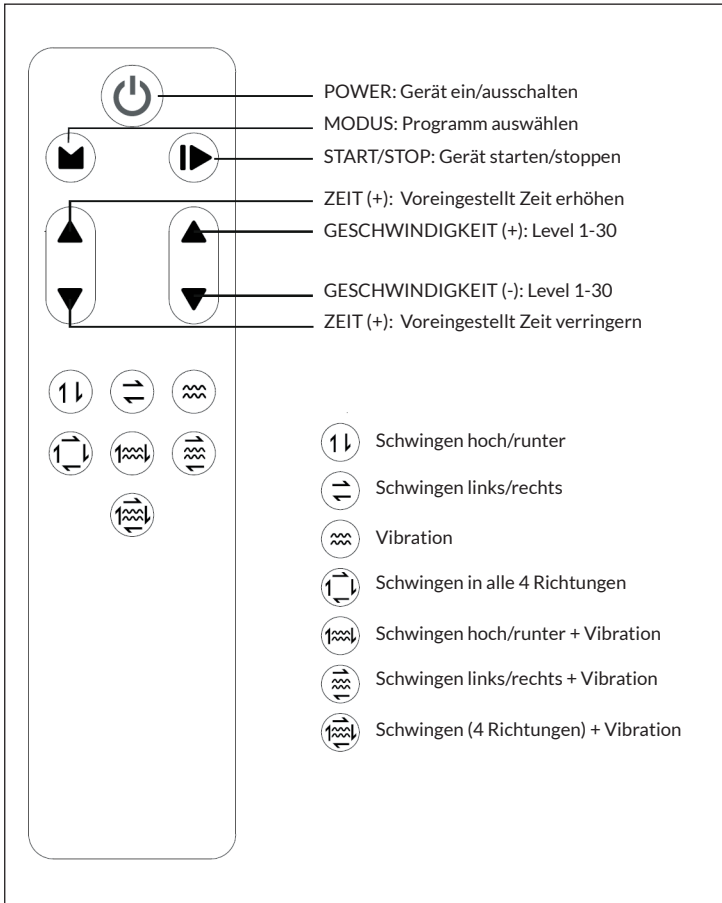 POWER: Gerät ein/ausschalten
MODUS: Programm auswählen
START/STOP: Gerät starten/stoppen
ZEIT (+): Voreingestellt Zeit erhöhen
GESCHWINDIGKEIT (+): Level 1-30
GESCHWINDIGKEIT (-): Level 1-30
ZEIT (+): Voreingestellt Zeit verringern
Schwingen hoch/runter
Schwingen links/rechts
Vibration
Schwingen in alle 4 Richtungen
Schwingen hoch/runter + Vibration
Schwingen links/rechts + Vibration
Schwingen (4 Richtungen) + Vibration